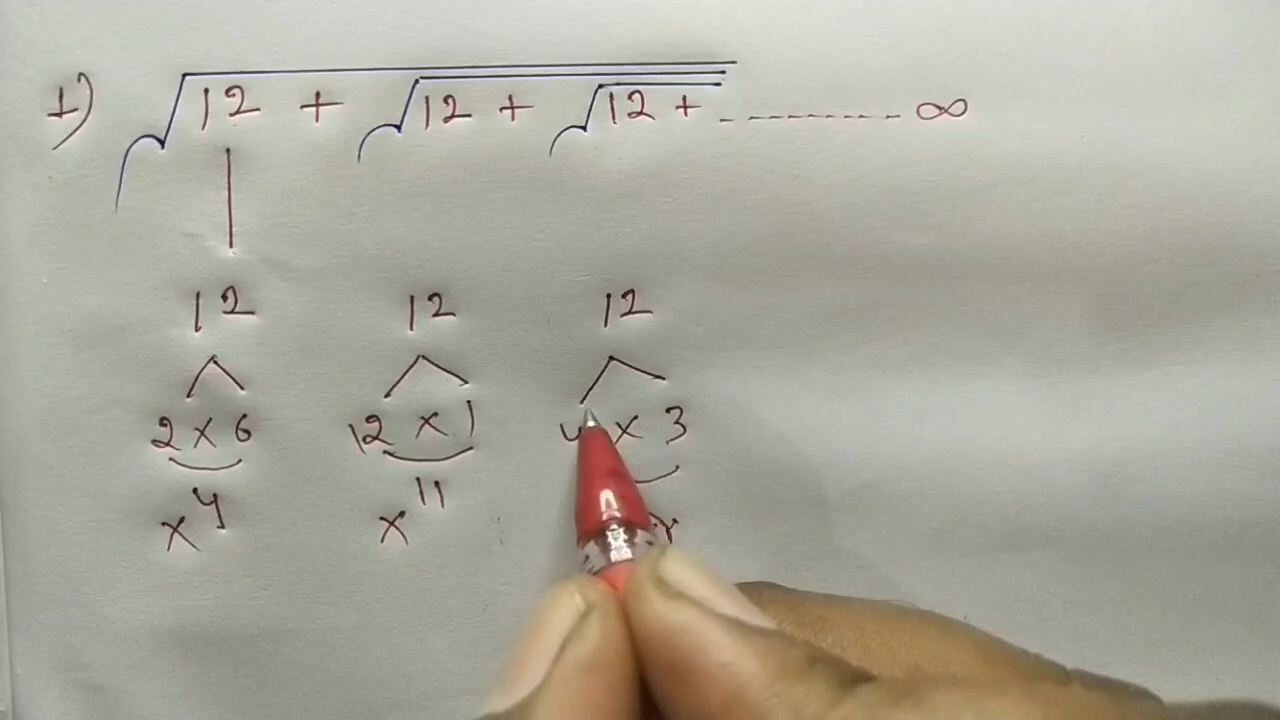 1) √12 + √12 + √12 + --------- ∞
12 12 12
2 x 6 12 x 1 x 3
x 4 x 11